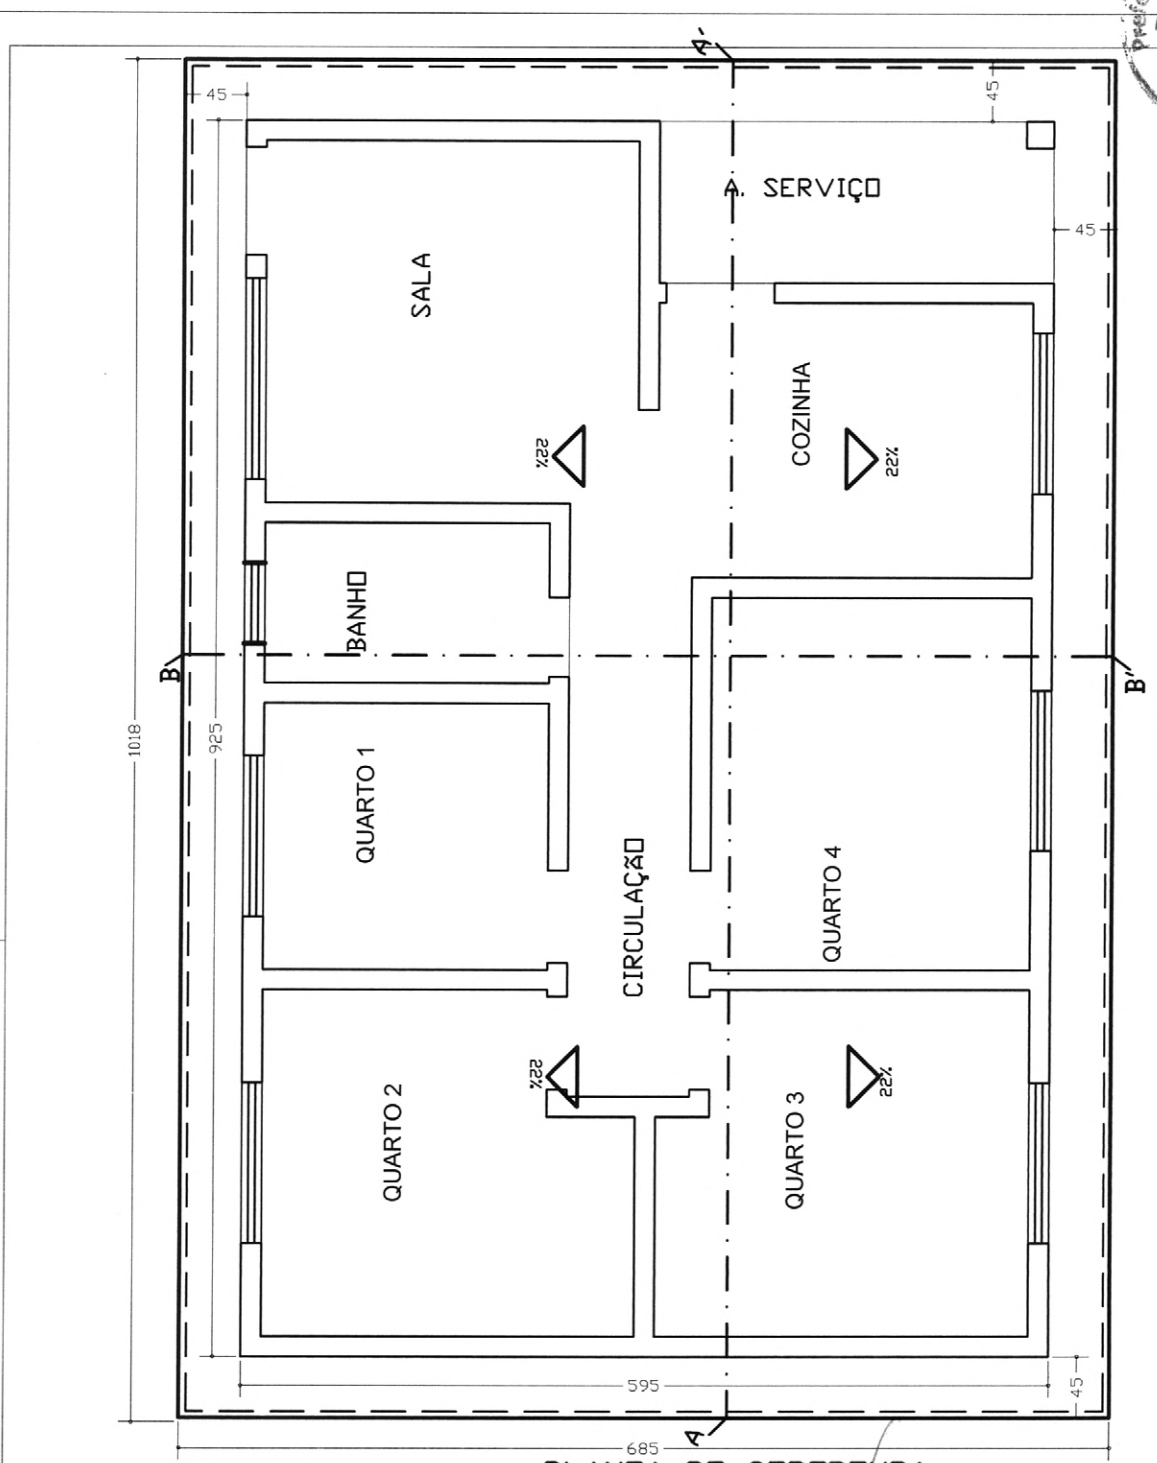 A'
45
45
A. SERVIÇO
45
SALA
COZINHA
22%
22%
BANHO
B
B'
1018
925
QUARTO 1
CIRCULAÇÃO
QUARTO 4
22%
22%
QUARTO 2
QUARTO 3
595
45
A
685